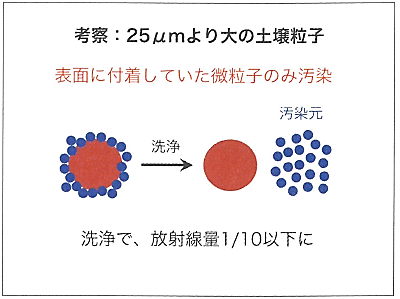 考察：25μmより大の土壌粒子
表面に付着していた微粒子のみ汚染
汚染元
洗浄
洗浄で、放射線量1/10以下に